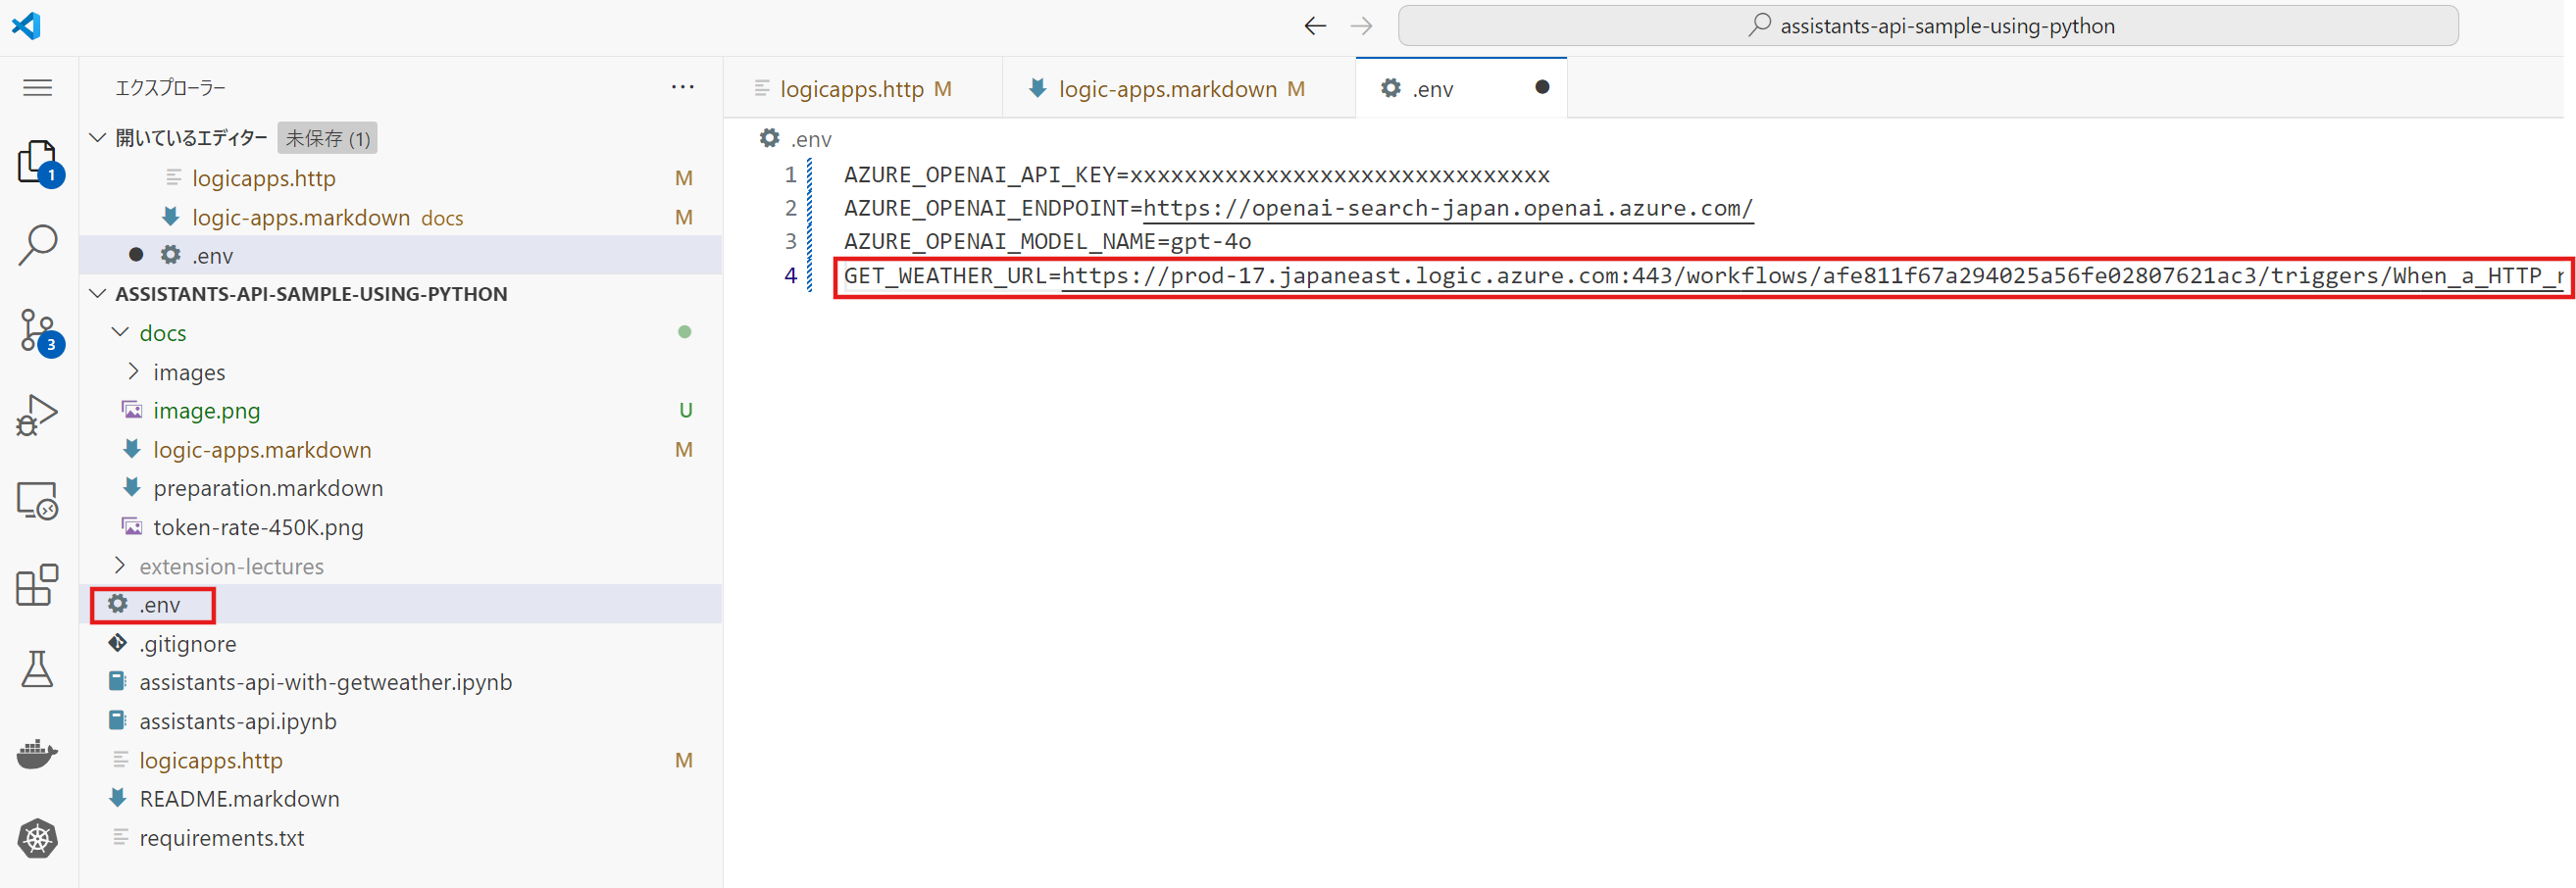 assistants-api-sample-using-python
エクスプローラー
開いているエディター 未保存 (1)
logicapps.http M
logic-apps.markdown docs M
.env
ASSISTANTS-API-SAMPLE-USING-PYTHON
docs
images
image.png U
logic-apps.markdown M
preparation.markdown
token-rate-450K.png
extension-lectures
.env
.gitignore
assistants-api-with-getweather.ipynb
assistants-api.ipynb
logicapps.http M
README.markdown
requirements.txt
1
3
logicapps.http M
logic-apps.markdown M
.env
.env
1 AZURE_OPENAI_API_KEY=xxxxxxxxxxxxxxxxxxxxxxxxxxxxxxx
2 AZURE_OPENAI_ENDPOINT=https://openai-search-japan.openai.azure.com/
3 AZURE_OPENAI_MODEL_NAME=gpt-4o
4 GET_WEATHER_URL=https://prod-17.japaneast.logic.azure.com:443/workflows/afe811f67a294025a56fe02807621ac3/triggers/When_a_HTTP_r